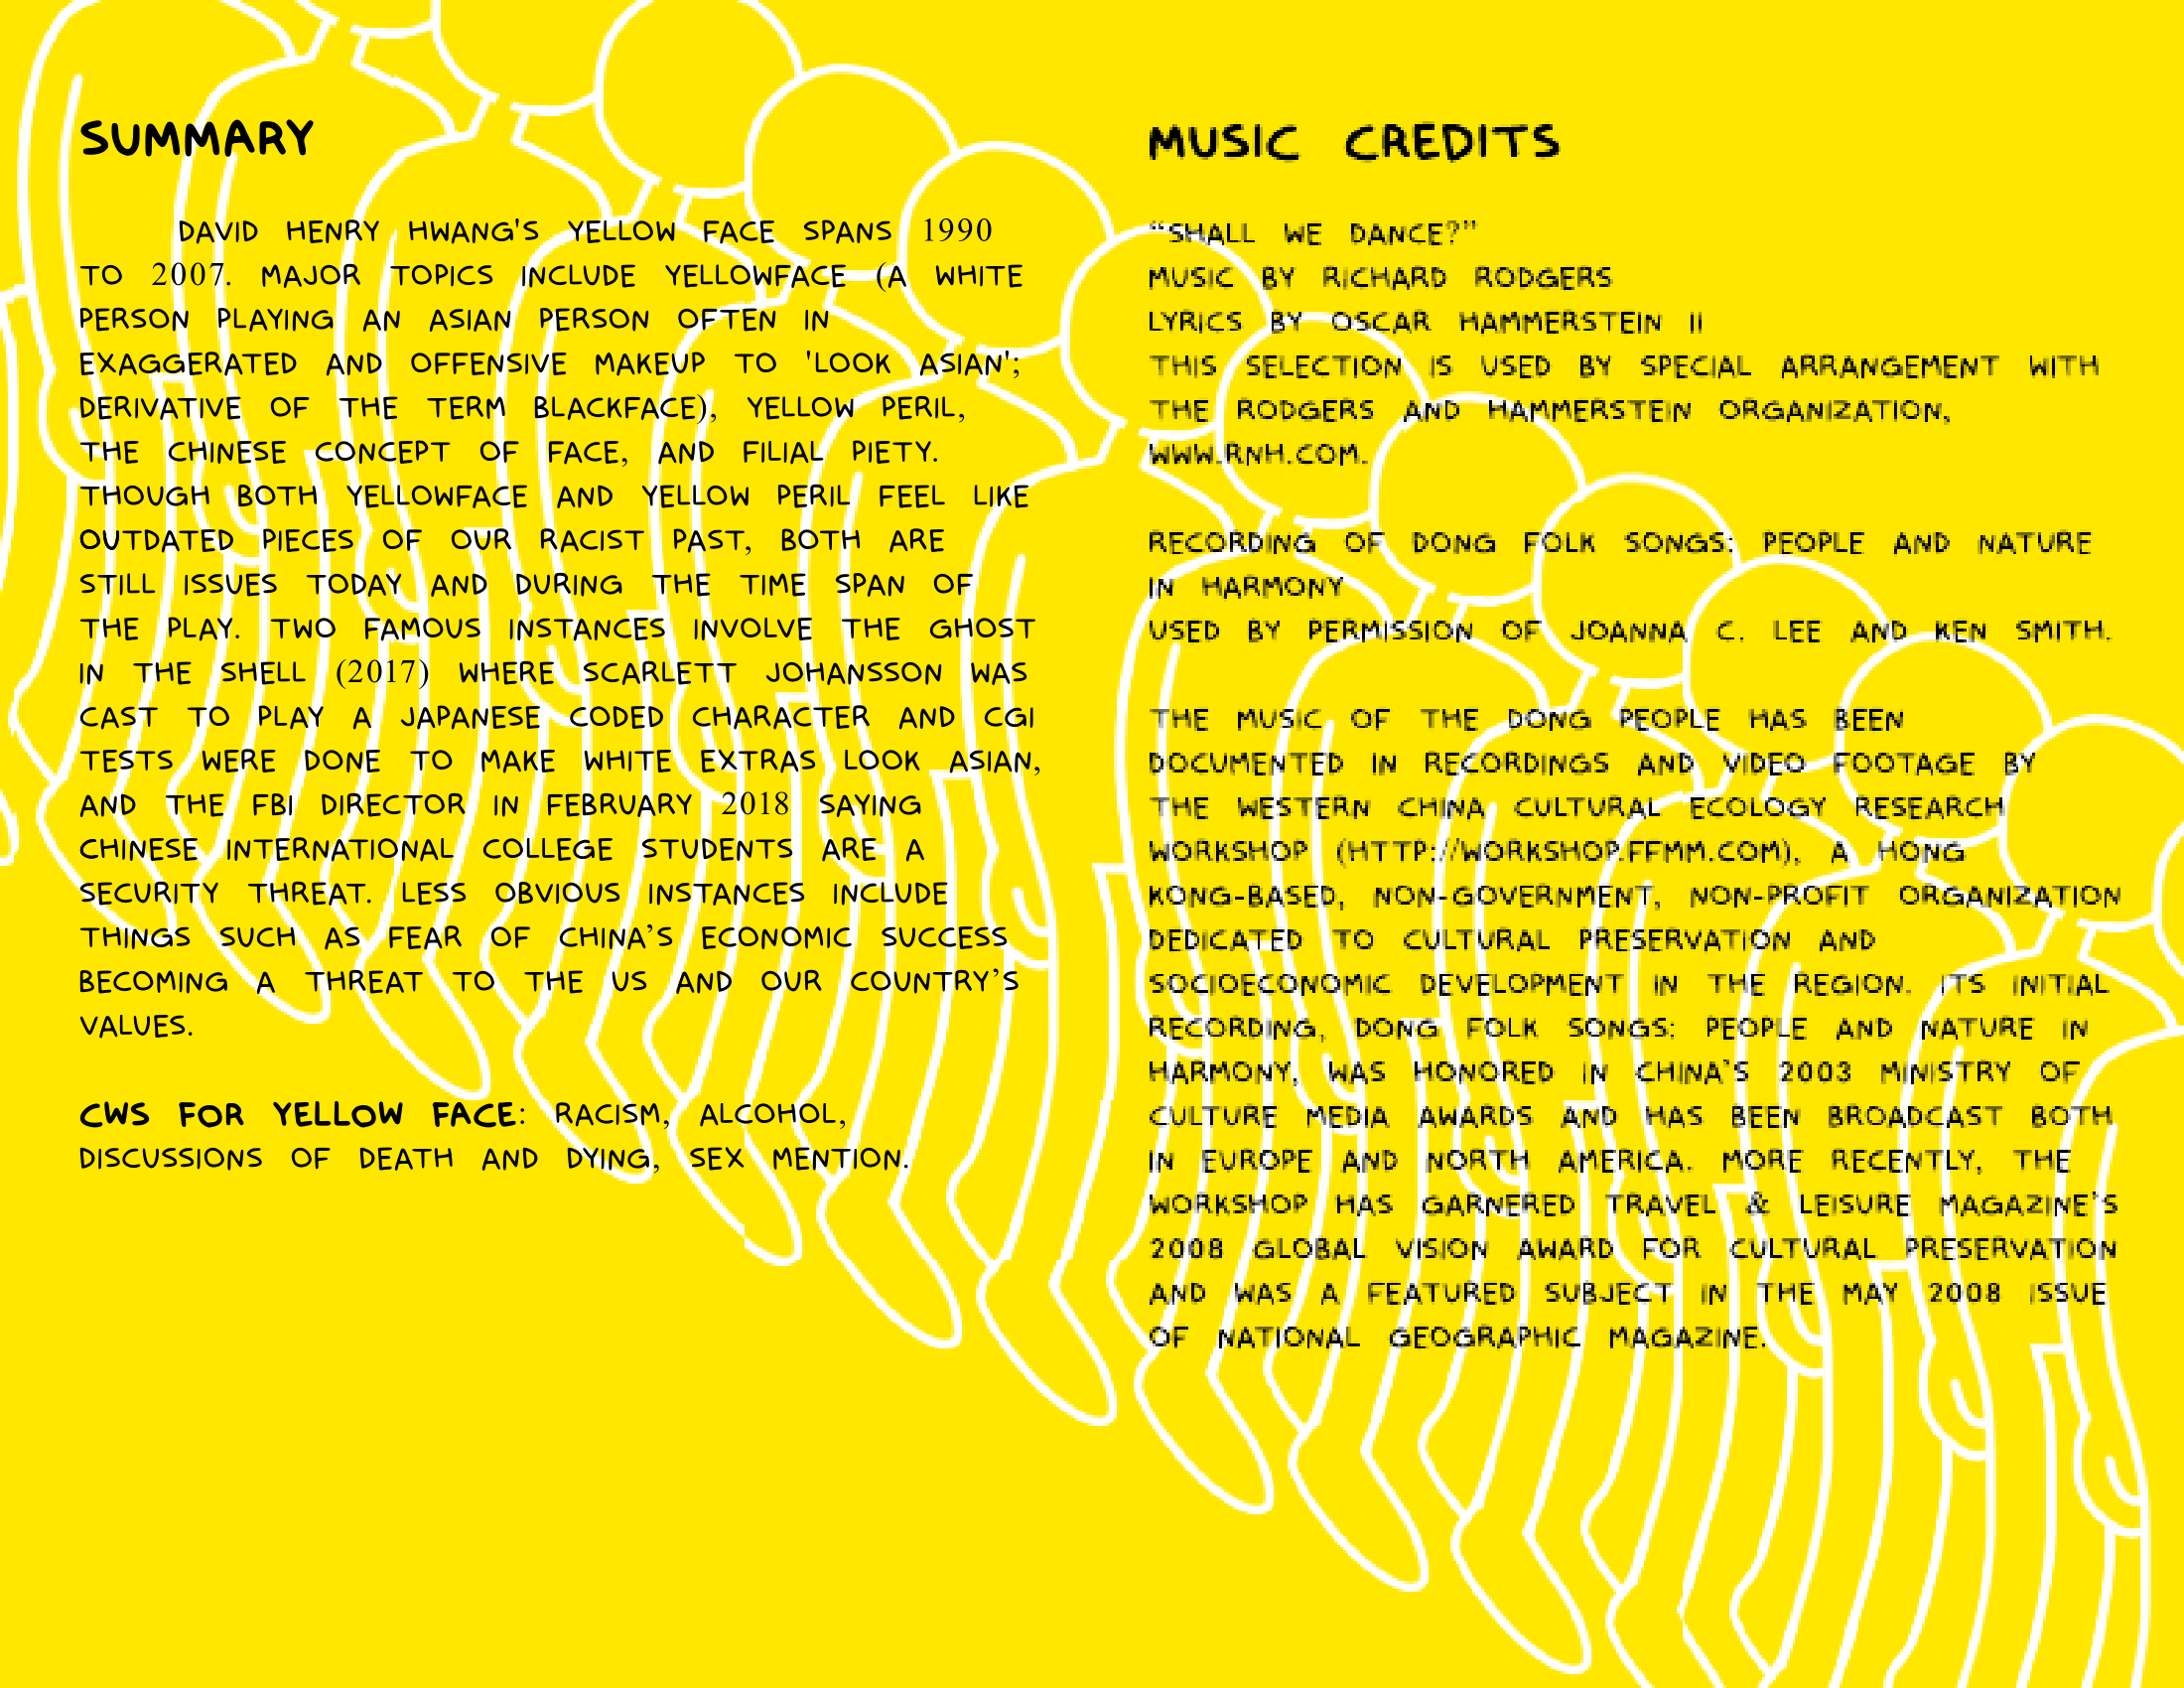 SUMMARY
DAVID HENRY HWANG'S YELLOW FACE SPANS 1990
TO 2007. MAJOR TOPICS INCLUDE YELLOWFACE (A WHITE
PERSON PLAYING AN ASIAN PERSON OFTEN IN
EXAGGERATED AND OFFENSIVE MAKEUP TO 'LOOK ASIAN';
DERIVATIVE OF THE TERM BLACKFACE), YELLOW PERIL,
THE CHINESE CONCEPT OF FACE, AND FILIAL PIETY.
THOUGH BOTH YELLOWFACE AND YELLOW PERIL FEEL LIKE
OUTDATED PIECES OF OUR RACIST PAST, BOTH ARE
STILL ISSUES TODAY AND DURING THE TIME SPAN OF
THE PLAY. TWO FAMOUS INSTANCES INVOLVE THE GHOST
IN THE SHELL (2017) WHERE SCARLETT JOHANSSON WAS
CAST TO PLAY A JAPANESE CODED CHARACTER AND CGI
TESTS WERE DONE TO MAKE WHITE EXTRAS LOOK ASIAN,
AND THE FBI DIRECTOR IN FEBRUARY 2018 SAYING
CHINESE INTERNATIONAL COLLEGE STUDENTS ARE A
SECURITY THREAT. LESS OBVIOUS INSTANCES INCLUDE
THINGS SUCH AS FEAR OF CHINA'S ECONOMIC SUCCESS
BECOMING A THREAT TO THE US AND OUR COUNTRY'S
VALUES.
CWS FOR YELLOW FACE: RACISM, ALCOHOL,
DISCUSSIONS OF DEATH AND DYING, SEX MENTION.
MUSIC CREDITS
"SHALL WE DANCE?"
MUSIC BY RICHARD RODGERS
LYRICS BY OSCAR HAMMERSTEIN II
THIS SELECTION IS USED BY SPECIAL ARRANGEMENT WITH
THE RODGERS AND HAMMERSTEIN ORGANIZATION,
WWW.RNH.COM.
RECORDING OF DONG FOLK SONGS: PEOPLE AND NATURE
IN HARMONY
USED BY PERMISSION OF JOANNA C. LEE AND KEN SMITH.
THE MUSIC OF THE DONG PEOPLE HAS BEEN
DOCUMENTED IN RECORDINGS AND VIDEO FOOTAGE BY
THE WESTERN CHINA CULTURAL ECOLOGY RESEARCH
WORKSHOP (HTTP://WORKSHOP.FFMM.COM), A HONG
KONG-BASED, NON-GOVERNMENT, NON-PROFIT ORGANIZATION
DEDICATED TO CULTURAL PRESERVATION AND
SOCIOECONOMIC DEVELOPMENT IN THE REGION. ITS INITIAL
RECORDING, DONG FOLK SONGS: PEOPLE AND NATURE IN
HARMONY, WAS HONORED IN CHINA'S 2003 MINISTRY OF
CULTURE MEDIA AWARDS AND HAS BEEN BROADCAST BOTH
IN EUROPE AND NORTH AMERICA. MORE RECENTLY, THE
WORKSHOP HAS GARNERED TRAVEL & LEISURE MAGAZINE'S
2008 GLOBAL VISION AWARD FOR CULTURAL PRESERVATION
AND WAS A FEATURED SUBJECT IN THE MAY 2008 ISSUE
OF NATIONAL GEOGRAPHIC MAGAZINE.